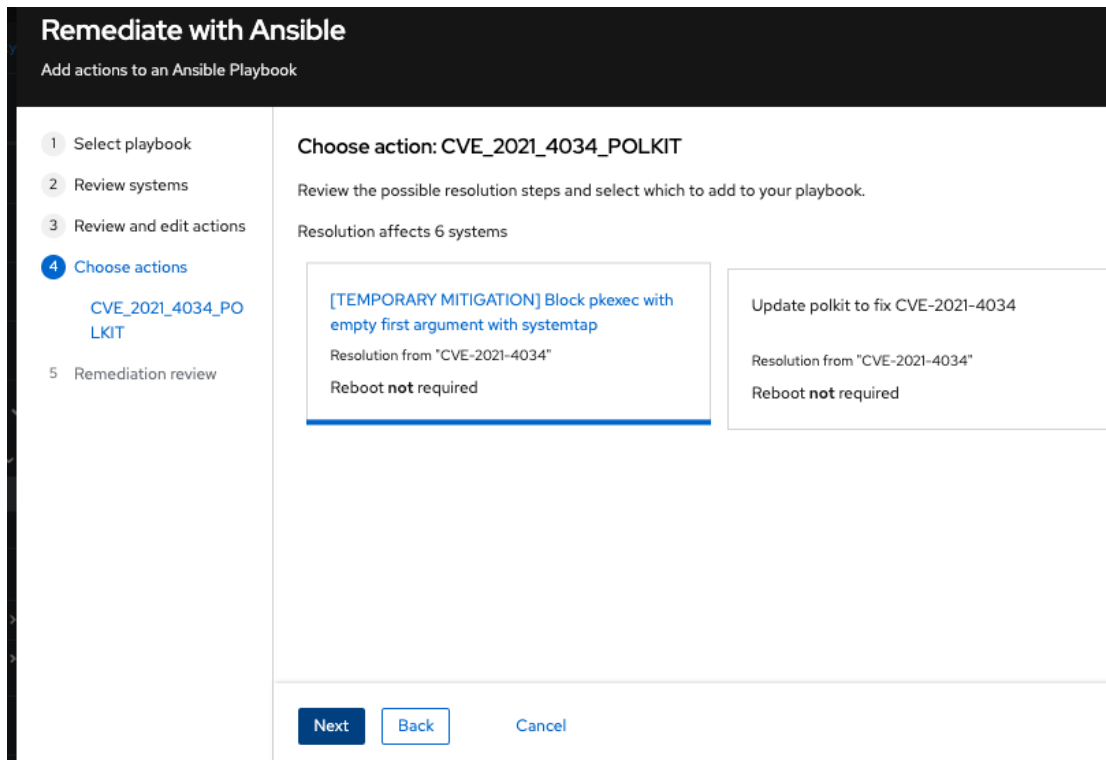 Remediate with Ansible
Add actions to an Ansible Playbook
1 Select playbook
2 Review systems
3 Review and edit actions
4 Choose actions
CVE_2021_4034_PO
LKIT
5 Remediation review
Choose action: CVE_2021_4034_POLKIT
Review the possible resolution steps and select which to add to your playbook.
Resolution affects 6 systems
[TEMPORARY MITIGATION] Block pkexec with
empty first argument with systemtap
Resolution from "CVE-2021-4034"
Reboot not required
Update polkit to fix CVE-2021-4034
Resolution from "CVE-2021-4034"
Reboot not required
Next
Back
Cancel